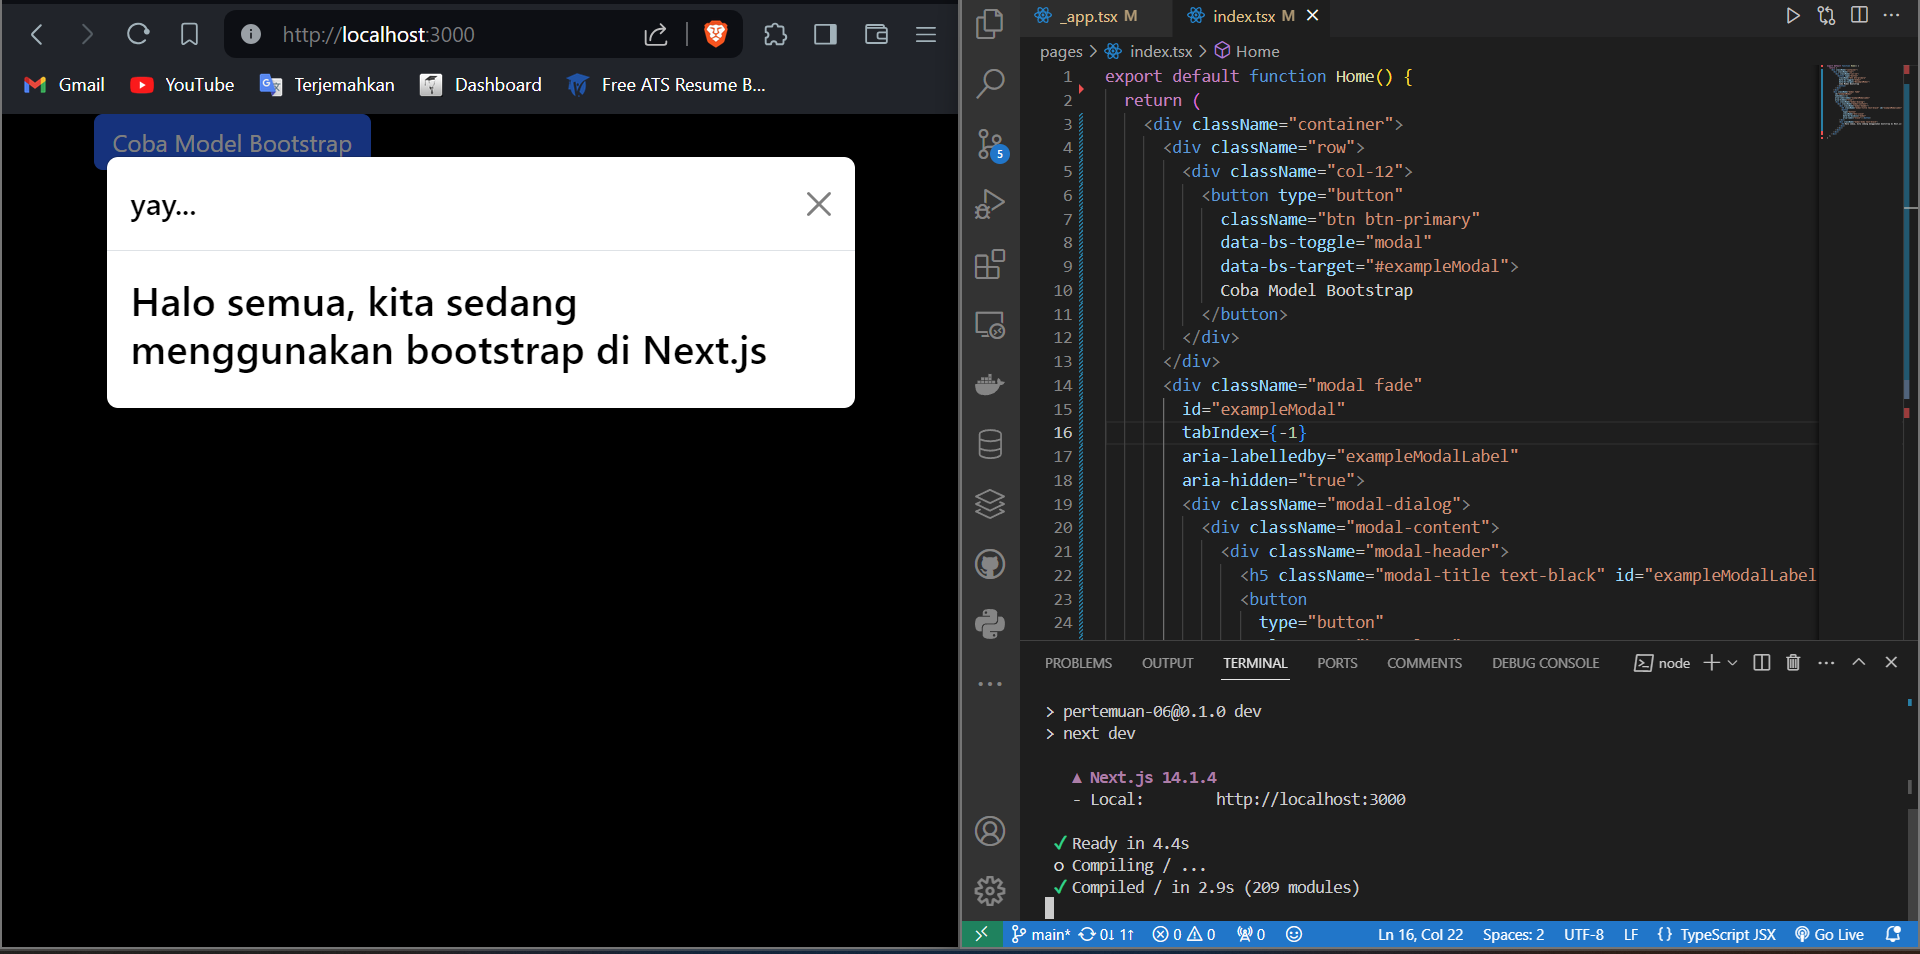 http://localhost:3000
Gmail
YouTube
Terjemahkan
Dashboard
Free ATS Resume B...
Coba Model Bootstrap
yay...
Halo semua, kita sedang
menggunakan bootstrap di Next.js
_app.tsx M
index.tsx M
pages > index.tsx > Home
1 export default function Home() {
2 return (
3 <div className="container">
4 <div className="row">
5 <div className="col-12">
6 <button type="button"
7 className="btn btn-primary"
8 data-bs-toggle="modal"
9 data-bs-target="#exampleModal">
10 Coba Model Bootstrap
11 </button>
12 </div>
13 </div>
14 <div className="modal fade"
15 id="exampleModal"
16 tabIndex={-1}
17 aria-labelledby="exampleModalLabel"
18 aria-hidden="true">
19 <div className="modal-dialog">
20 <div className="modal-content">
21 <div className="modal-header">
22 <h5 className="modal-title text-black" id="exampleModalLabel
23 <button
24 type="button"
5
PROBLEMS OUTPUT TERMINAL PORTS COMMENTS DEBUG CONSOLE
node
> pertemuan-06@0.1.0 dev
> next dev
▲ Next.js 14.1.4
- Local: http://localhost:3000
✓ Ready in 4.4s
o Compiling / ...
✓ Compiled / in 2.9s (209 modules)
main* 0↓ 1↑ 0 0 0
Ln 16, Col 22 Spaces: 2 UTF-8 LF {} TypeScript JSX Go Live